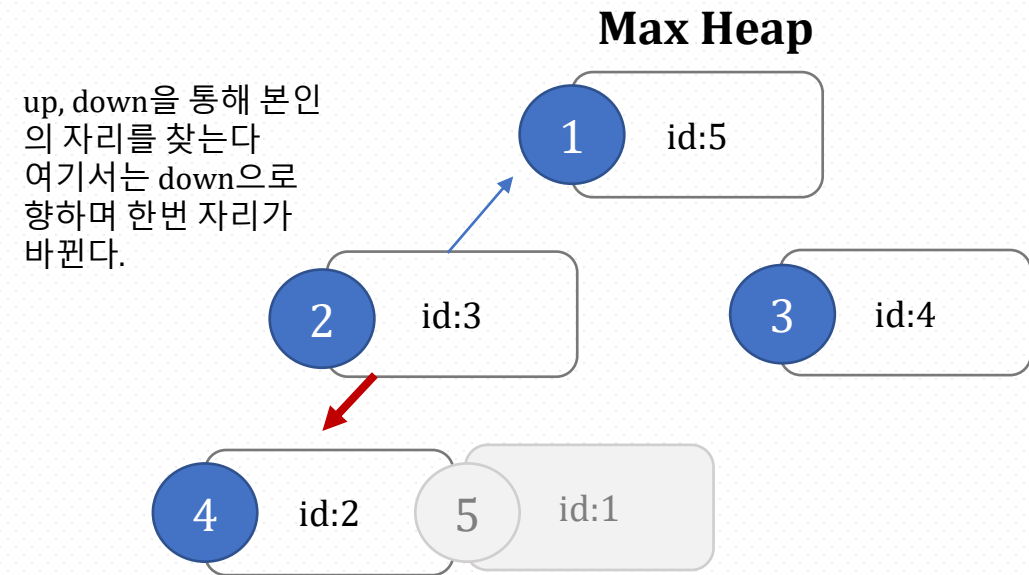 Max Heap
up, down을 통해 본인
의 자리를 찾는다
여기서는 down으로
향하며 한번 자리가
바뀐다.
1 id:5
2 id:3
3 id:4
4 id:2
5 id:1